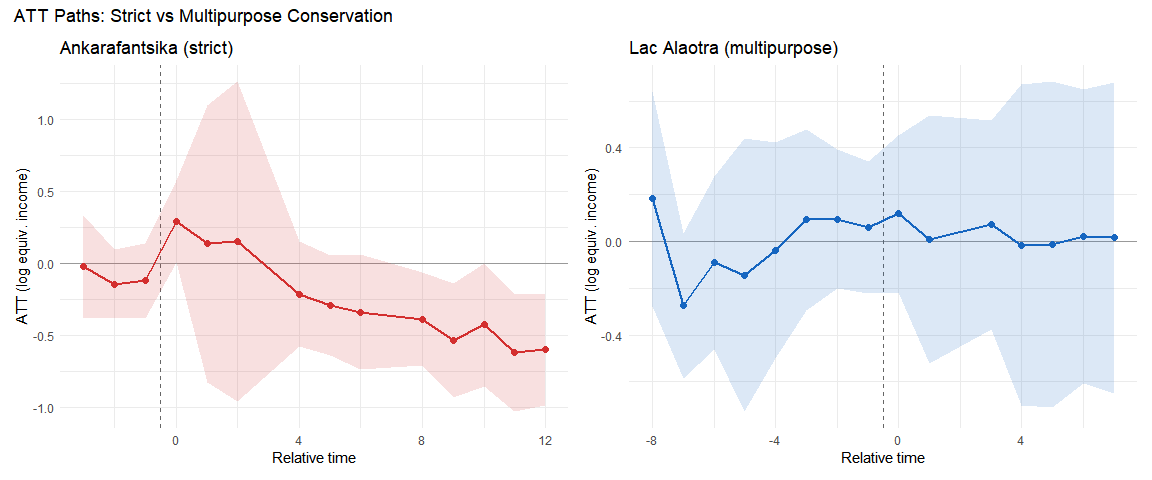 ATT Paths: Strict vs Multipurpose Conservation
Ankarafantsika (strict)
ATT (log equiv. income)
1.0
0.5
0.0
-0.5
-1.0
0 4 8 12
Relative time
Lac Alaotra (multipurpose)
ATT (log equiv. income)
0.4
0.0
-0.4
-8 -4 0 4
Relative time